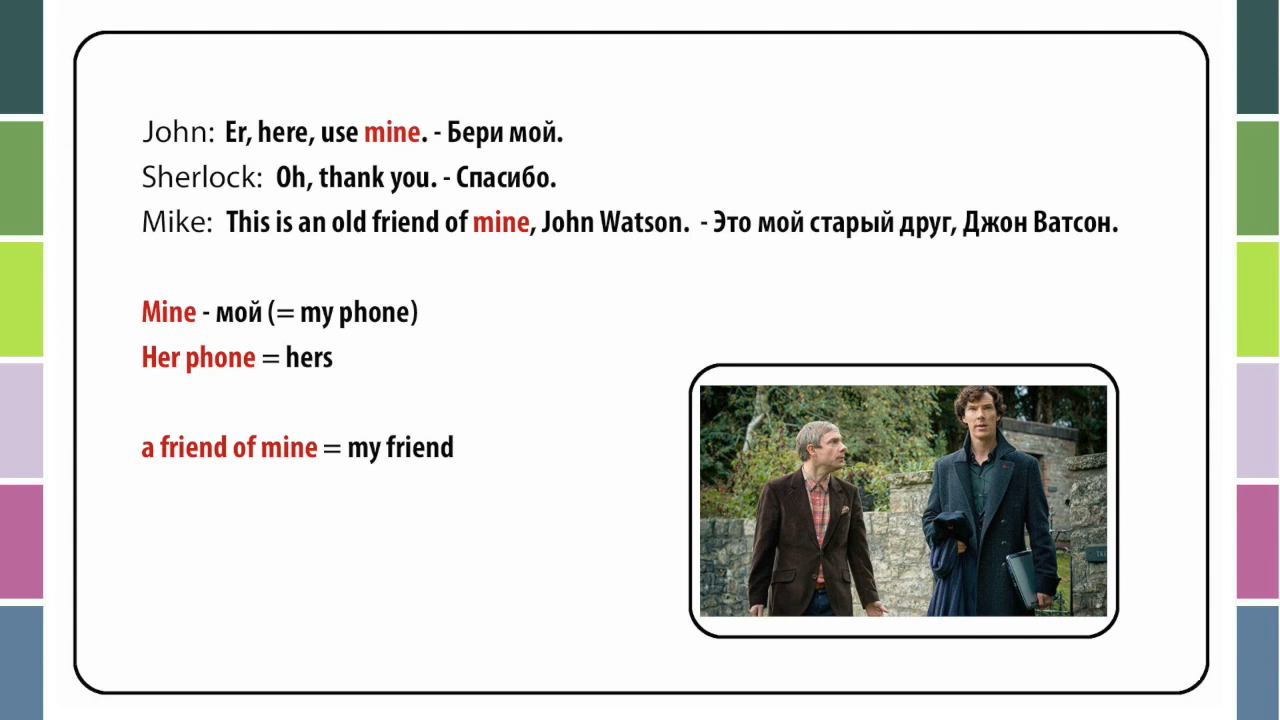 John: Er, here, use mine. - Бери мой.
Sherlock: Oh, thank you. - Спасибо.
Mike: This is an old friend of mine, John Watson. - Это мой старый друг, Джон Ватсон.
Mine - мой (= my phone)
Her phone = hers
a friend of mine = my friend